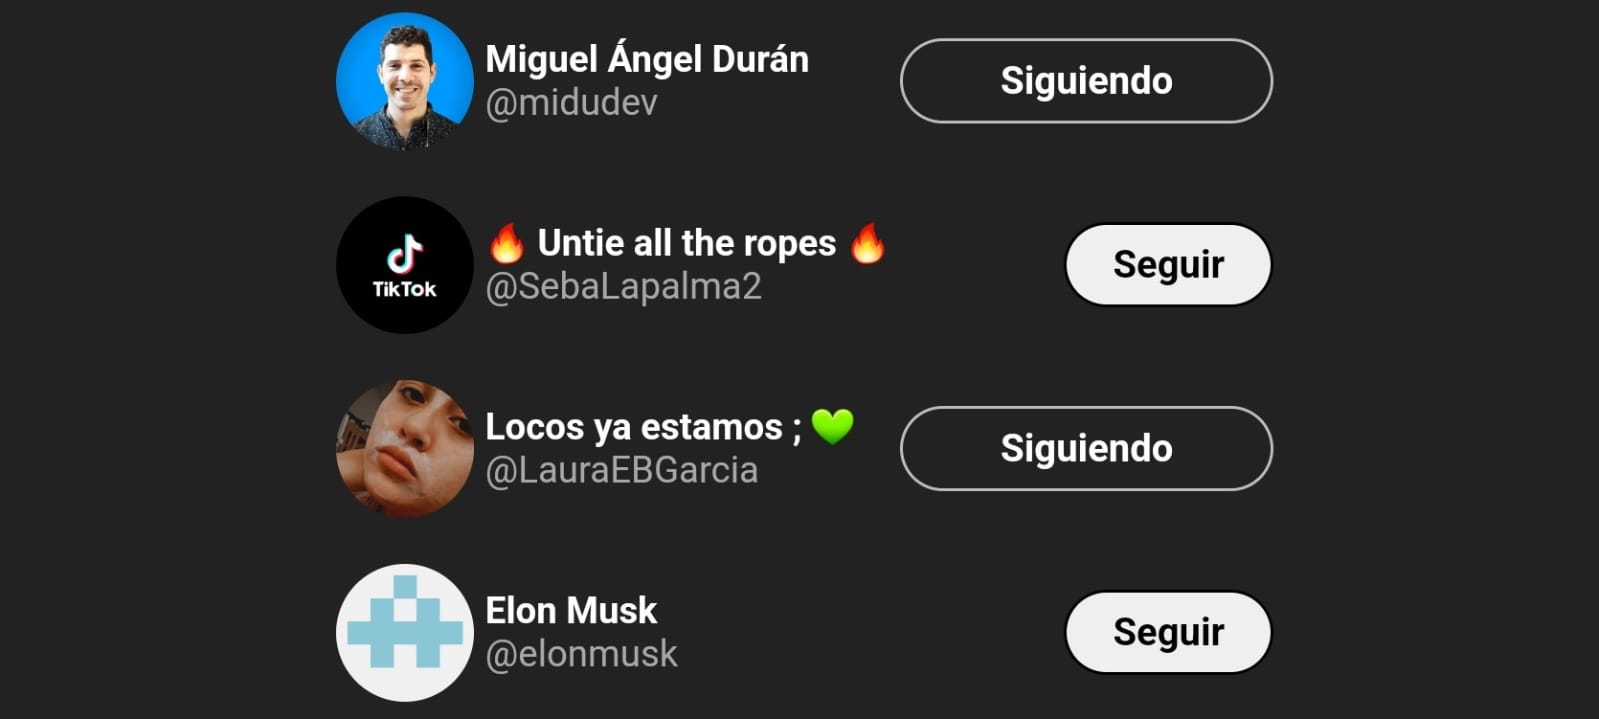 Miguel Ángel Durán
@midudev
Siguiendo
TikTok
🔥 Untie all the ropes 🔥
@SebaLapalma2
Seguir
Locos ya estamos ; 💚
@LauraEBGarcia
Siguiendo
Elon Musk
@elonmusk
Seguir